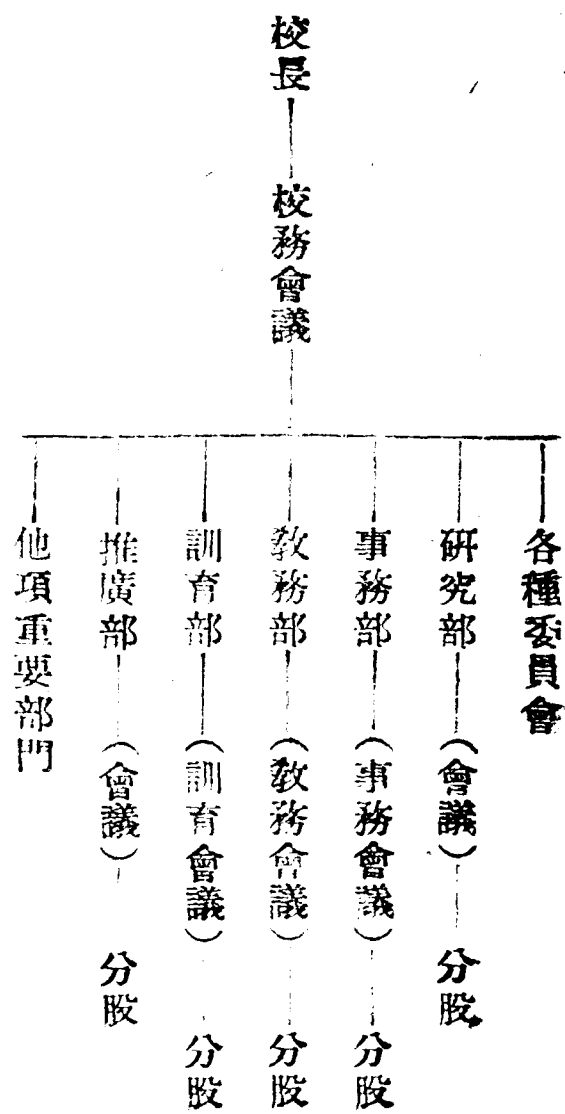 校長
校務會議
各種委員會
研究部
(會議)
分股
事務部
(事務會議)
分股
教務部
(教務會議)
分股
訓育部
(訓育會議)
分股
推廣部
(會議)
分股
他項重要部門